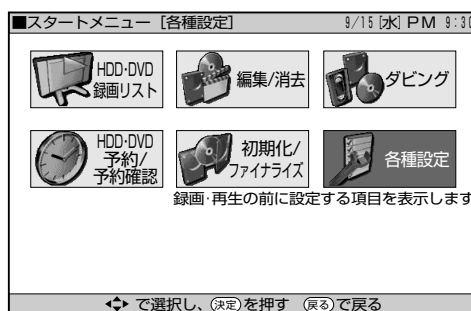 ■スタートメニュー [各種設定] 9/15[水]PM 9:30
HDD·DVD
録画リスト
編集/消去
ダビング
HDD·DVD
予約/
予約確認
初期化/
ファイナライズ
各種設定
録画·再生の前に設定する項目を表示します
で選択し、決定を押す 戻るで戻る